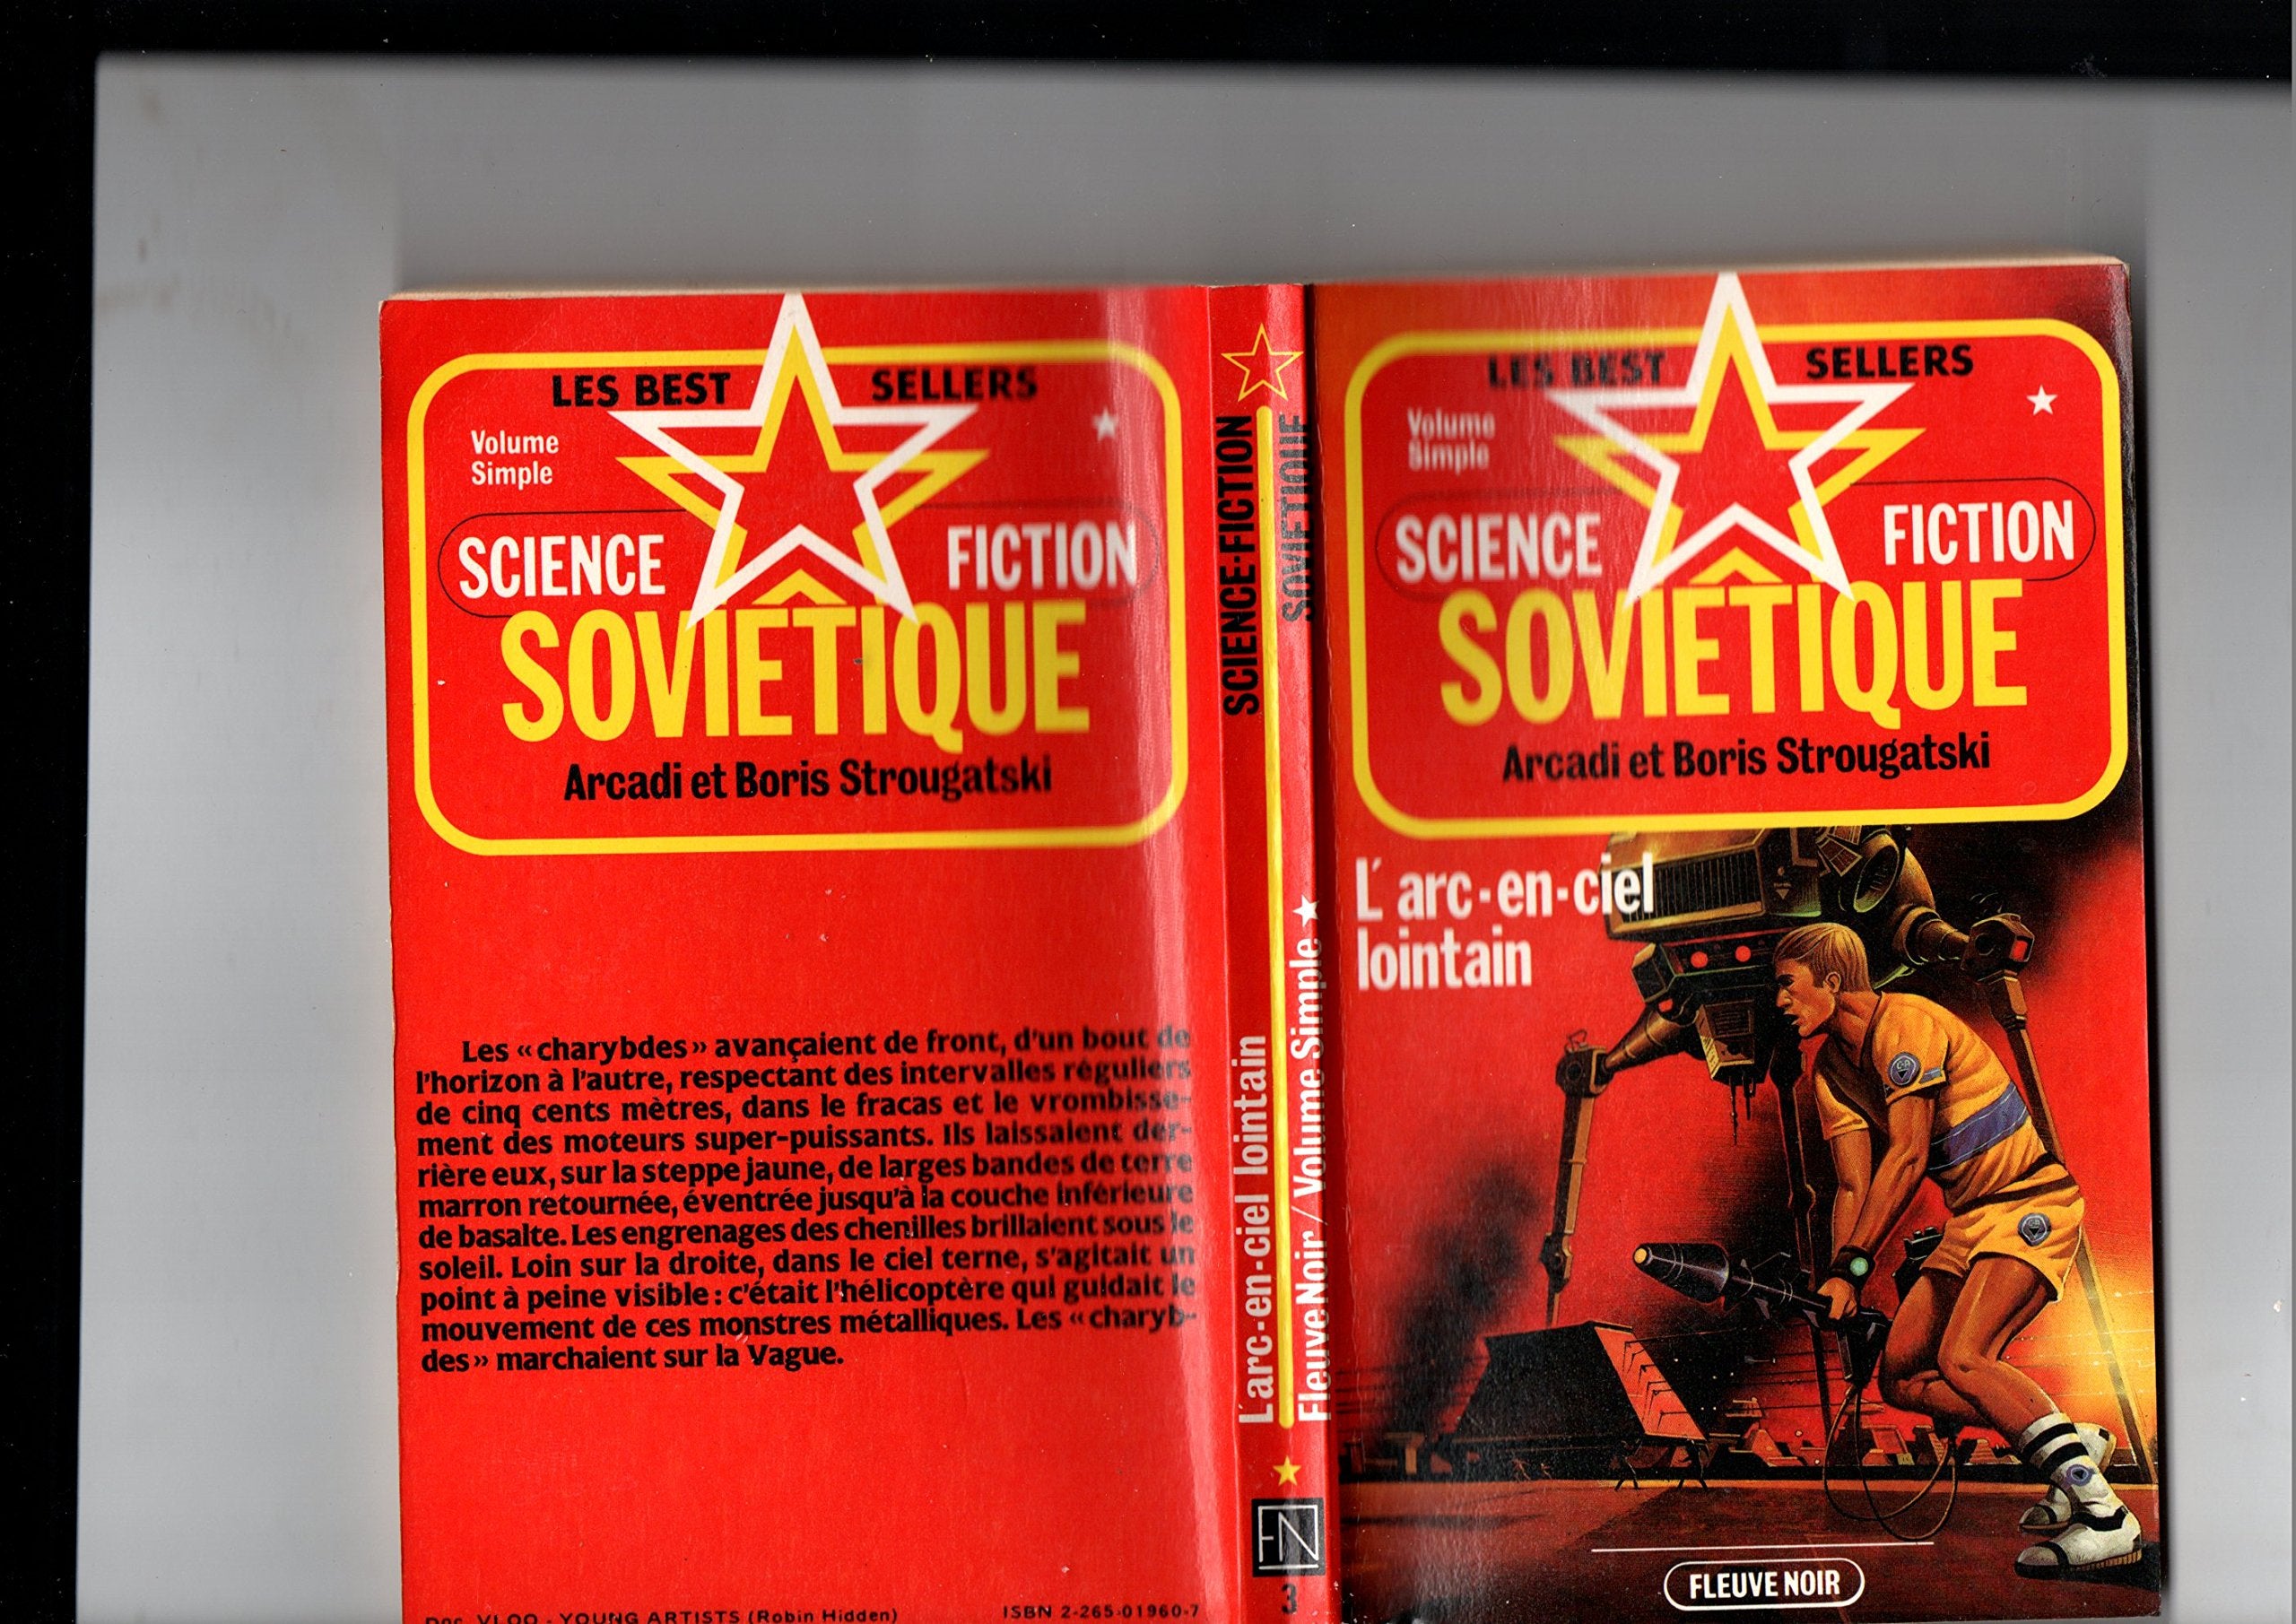 LES BEST SELLERS
Volume
Simple
SCIENCE FICTION
SOVIÊTIQUE
Arcadi et Boris Strougatski
Les « charybdes » avançaient de front, d'un bout de
l'horizon à l'autre, respectant des intervalles réguliers
de cinq cents mètres, dans le fracas et le vrombisse-
ment des moteurs super-puissants. Ils laissaient der-
rière eux, sur la steppe jaune, de larges bandes de terre
marron retournée, éventrée jusqu'à la couche inférieure
de basalte. Les engrenages des chenilles brillaient sous le
soleil. Loin sur la droite, dans le ciel terne, s'agitait un
point à peine visible : c'était l'hélicoptère qui guidait le
mouvement de ces monstres métalliques. Les « charyb-
des » marchaient sur la Vague.
Doc. VLOO - YOUNG ARTISTS (Robin Hidden)
ISBN 2-265-01960-7
SCIENCE-FICTION
SOVIETIQUE
L'arc-en-ciel lointain
Fleuve Noir / Volume Simple
FN
3
LES BEST SELLERS
Volume
Simple
SCIENCE FICTION
SOVIÊTIQUE
Arcadi et Boris Strougatski
L'arc-en-ciel
lointain
FLEUVE NOIR